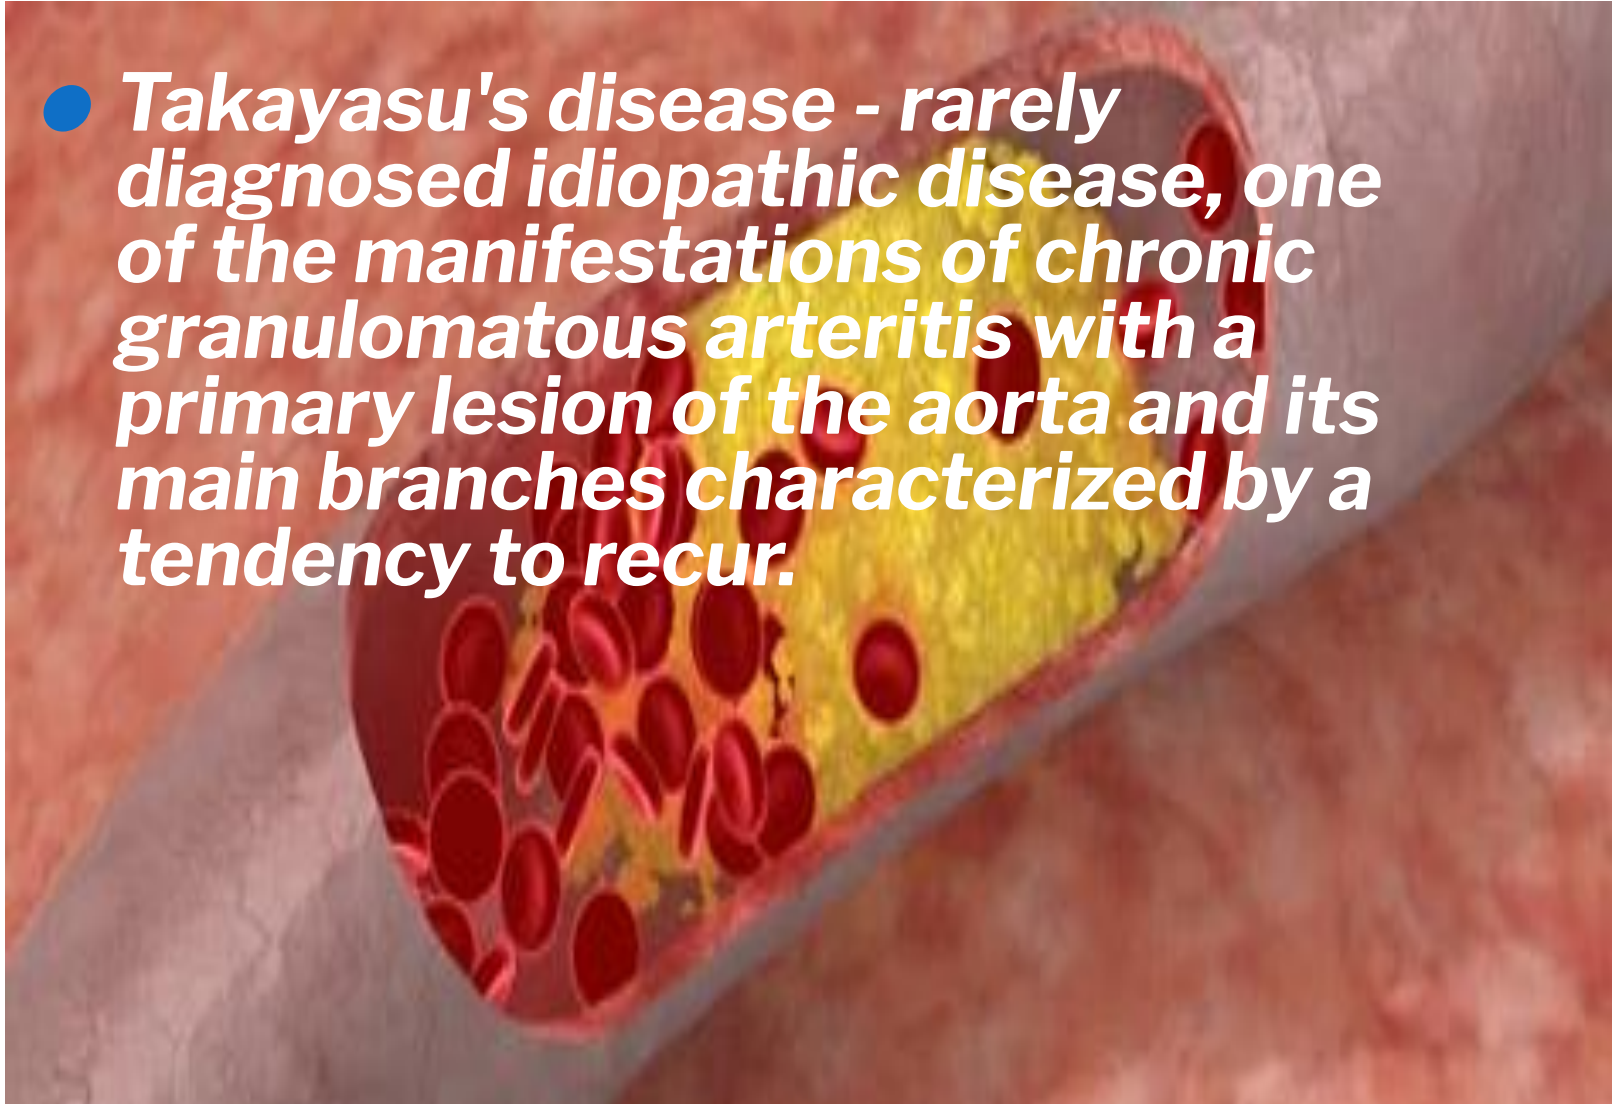 Takayasu's disease - rarely
diagnosed idiopathic disease, one
of the manifestations of chronic
granulomatous arteritis with a
primary lesion of the aorta and its
main branches characterized by a
tendency to recur.